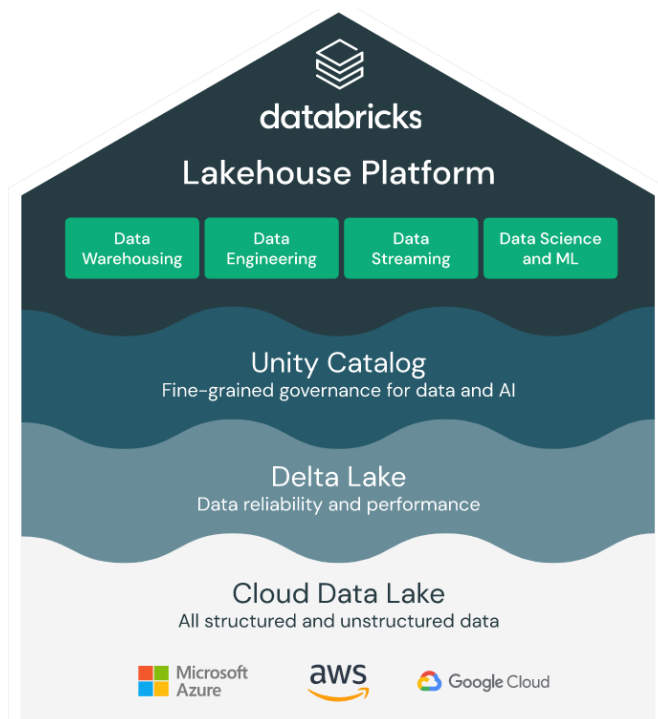 databricks
Lakehouse Platform
Data
Warehousing
Data
Engineering
Data
Streaming
Data Science
and ML
Unity Catalog
Fine-grained governance for data and AI
Delta Lake
Data reliability and performance
Cloud Data Lake
All structured and unstructured data
Microsoft
Azure
aws
Google Cloud